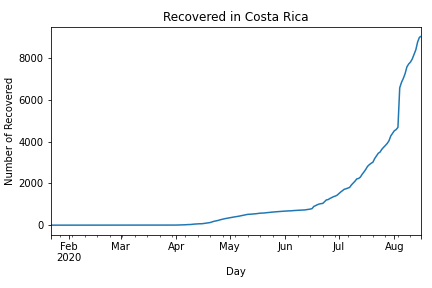 Recovered in Costa Rica
Number of Recovered
8000
6000
4000
2000
0
Feb Mar Apr May Jun Jul Aug
2020
Day